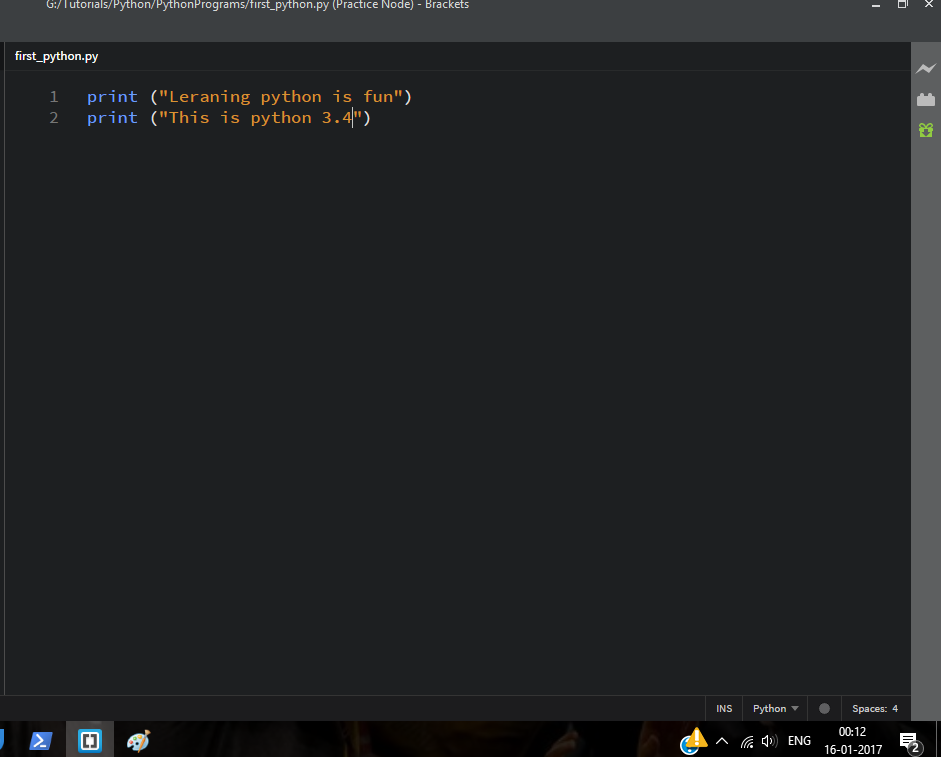 G:/Tutorials/Python/PythonPrograms/first_python.py (Practice Node) - Brackets
first_python.py
1 print ("Leraning python is fun")
2 print ("This is python 3.4")
INS Python Spaces: 4
ENG 00:12
16-01-2017
2